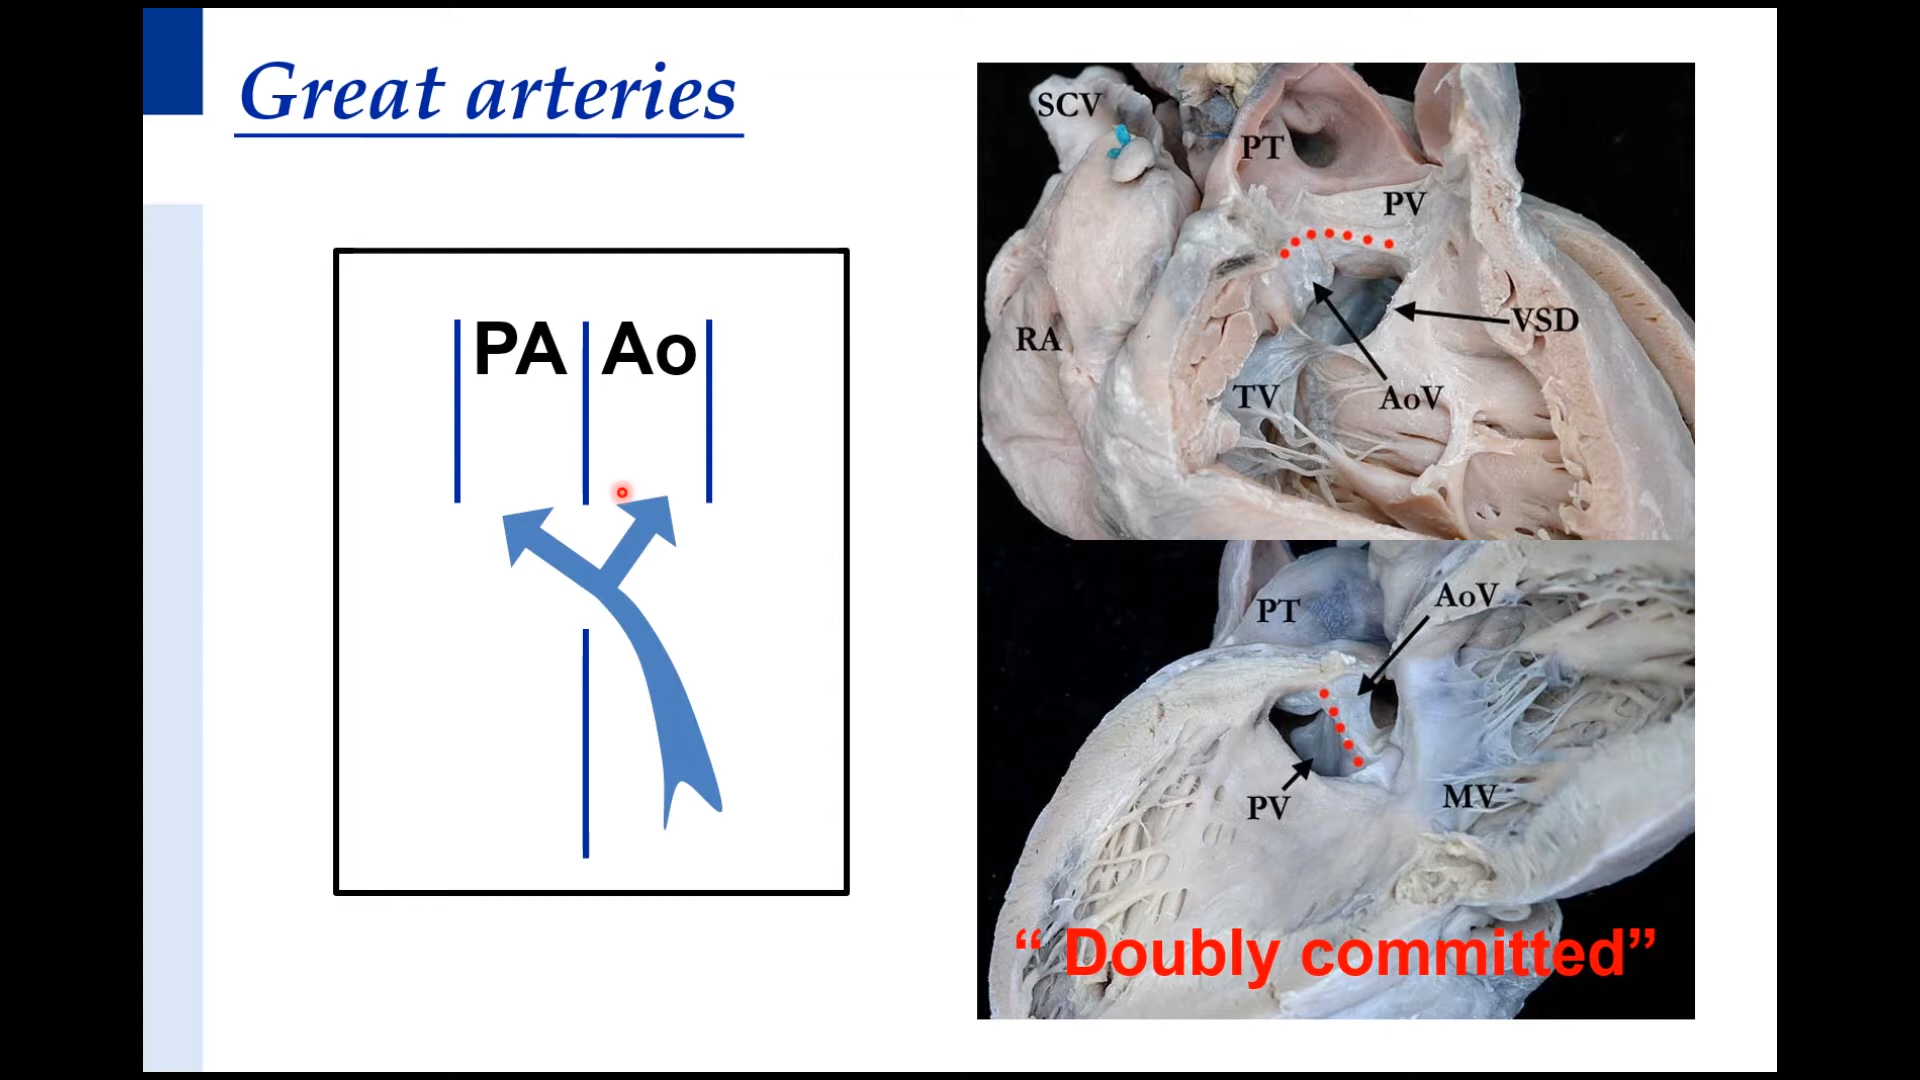 Great arteries
PA Ao
SCV
PT
PV
RA
VSD
TV
AoV
AoV
PT
PV
MV
“ Doubly committed”